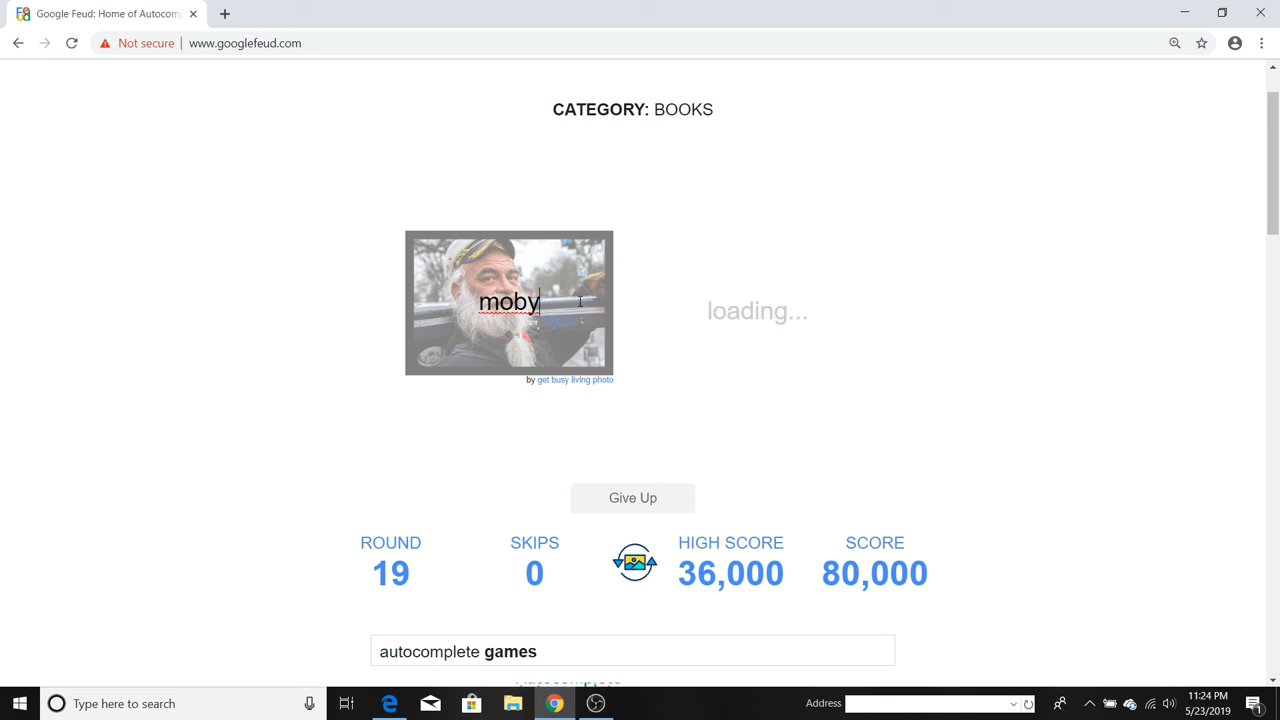 Google Feud: Home of Autocomp
Not secure | www.googlefeud.com
CATEGORY: BOOKS
moby
loading...
by get busy living photo
Give Up
ROUND SKIPS HIGH SCORE SCORE
19 0 36,000 80,000
autocomplete games
Type here to search
Address
11:24 PM
5/23/2019
1